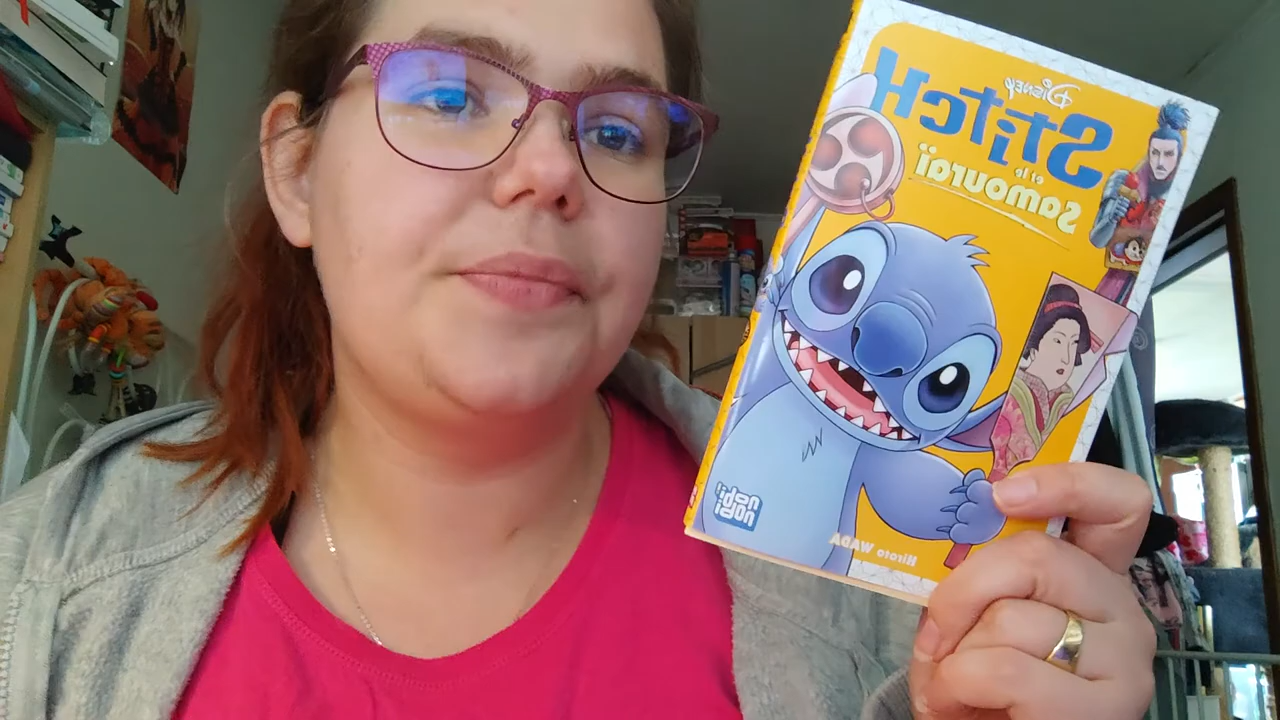 Disney
Stitch
et le
Samouraï
nobi
nobi!
Hiroto WADA